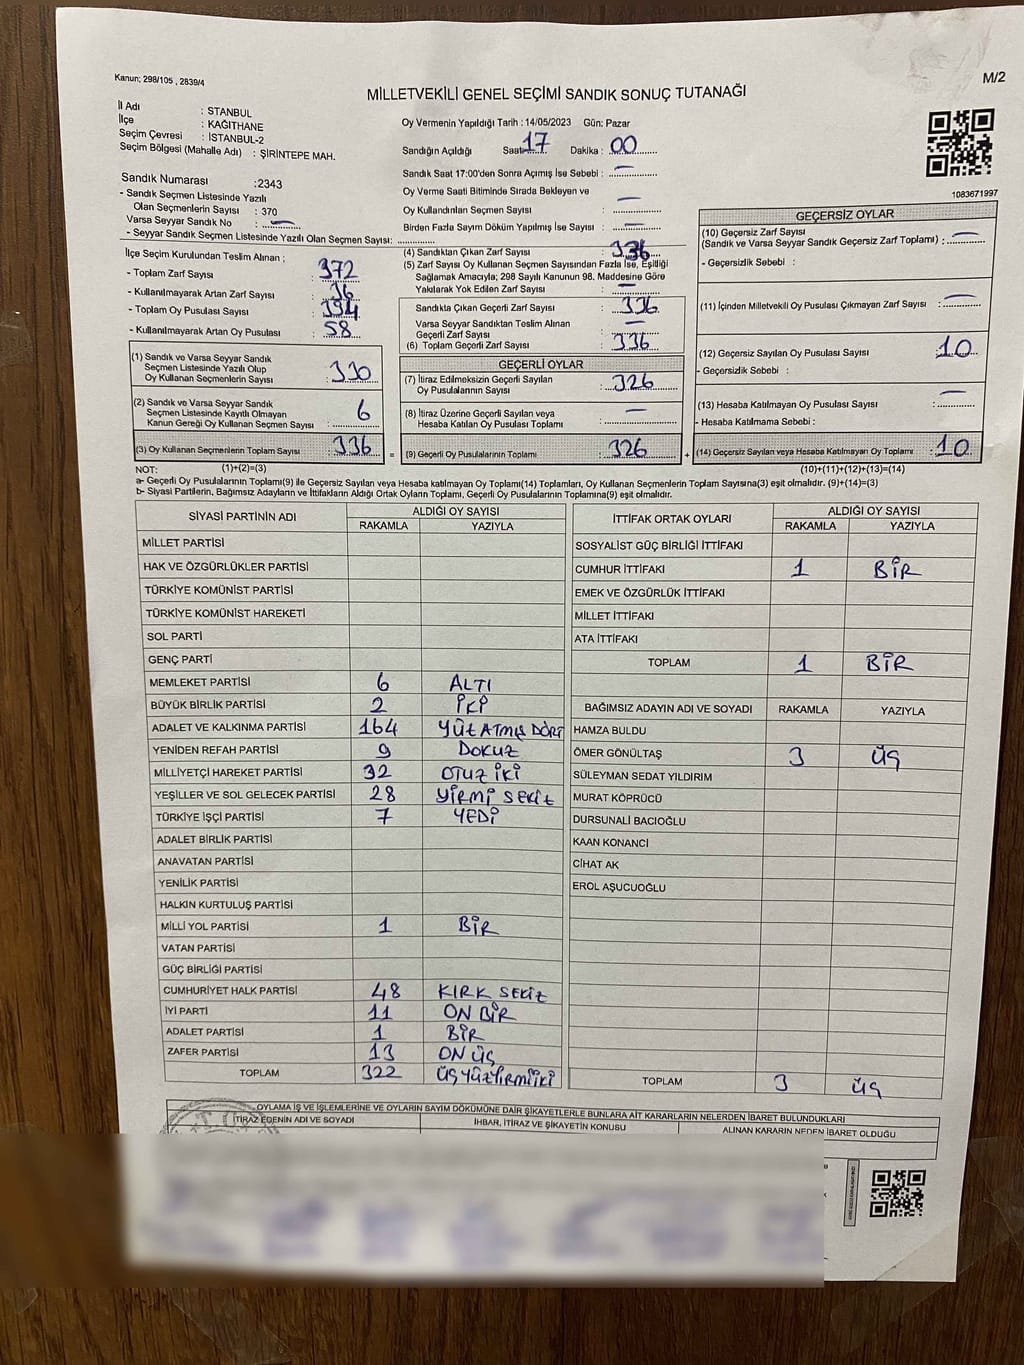 Kanun; 298/105 , 2839/4
M/2
MİLLETVEKİLİ GENEL SEÇİMİ SANDIK SONUÇ TUTANAĞI
İl Adı : STANBUL
İlçe : KAĞITHANE
Seçim Çevresi : İSTANBUL-2
Seçim Bölgesi (Mahalle Adı) : ŞİRİNTEPE MAH.
Oy Vermenin Yapıldığı Tarih : 14/05/2023 Gün: Pazar
Sandığın Açıldığı Saat: 17 Dakika : 00
Sandık Saat 17:00'den Sonra Açımış İse Sebebi : —
Oy Verme Saati Bitiminde Sırada Bekleyen ve
Oy Kullandırılan Seçmen Sayısı —
Birden Fazla Sayım Döküm Yapılmış İse Sayısı : —
1083671997
Sandık Numarası :2343
- Sandık Seçmen Listesinde Yazılı
Olan Seçmenlerin Sayısı : 370
Varsa Seyyar Sandık No : —
- Seyyar Sandık Seçmen Listesinde Yazılı Olan Seçmen Sayısı: ..............
İlçe Seçim Kurulundan Teslim Alınan ;
- Toplam Zarf Sayısı : 372
- Kullanılmayarak Artan Zarf Sayısı : 36
- Toplam Oy Pusulası Sayısı : 394
- Kullanılmayarak Artan Oy Pusulası : 58
(1) Sandık ve Varsa Seyyar Sandık
Seçmen Listesinde Yazılı Olup
Oy Kullanan Seçmenlerin Sayısı : 330
(2) Sandık ve Varsa Seyyar Sandık
Seçmen Listesinde Kayıtlı Olmayan
Kanun Gereği Oy Kullanan Seçmen Sayısı : 6
(3) Oy Kullanan Seçmenlerin Toplam Sayısı : 336 =
(4) Sandıktan Çıkan Zarf Sayısı : 336
(5) Zarf Sayısı Oy Kullanan Seçmen Sayısından Fazla İse, Eşitliği
Sağlamak Amacıyla; 298 Sayılı Kanunun 98. Maddesine Göre
Yakılarak Yok Edilen Zarf Sayısı : —
Sandıkta Çıkan Geçerli Zarf Sayısı : 336
Varsa Seyyar Sandıktan Teslim Alınan
Geçerli Zarf Sayısı : —
(6) Toplam Geçerli Zarf Sayısı : 336
GEÇERLİ OYLAR
(7) İtiraz Edilmeksizin Geçerli Sayılan
Oy Pusulalarının Sayısı : 326
(8) İtiraz Üzerine Geçerli Sayılan veya
Hesaba Katılan Oy Pusulası Toplamı : —
(9) Geçerli Oy Pusulalarının Toplamı : 326 +
GEÇERSİZ OYLAR
(10) Geçersiz Zarf Sayısı
(Sandık ve Varsa Seyyar Sandık Geçersiz Zarf Toplamı) : —
- Geçersizlik Sebebi :
(11) İçinden Milletvekili Oy Pusulası Çıkmayan Zarf Sayısı : —
(12) Geçersiz Sayılan Oy Pusulası Sayısı : 10
- Geçersizlik Sebebi :
(13) Hesaba Katılmayan Oy Pusulası Sayısı : —
- Hesaba Katılmama Sebebi :
(14) Geçersiz Sayılan veya Hesaba Katılmayan Oy Toplamı : 10
NOT: (1)+(2)=(3) (10)+(11)+(12)+(13)=(14)
a- Geçerli Oy Pusulalarının Toplamı(9) ile Geçersiz Sayılan veya Hesaba katılmayan Oy Toplamı(14) Toplamları, Oy Kullanan Seçmenlerin Toplam Sayısına(3) eşit olmalıdır. (9)+(14)=(3)
b- Siyasi Partilerin, Bağımsız Adayların ve İttifakların Aldığı Ortak Oyların Toplamı, Geçerli Oy Pusulalarının Toplamına(9) eşit olmalıdır.
SİYASİ PARTİNİN ADI ALDIĞI OY SAYISI
RAKAMLA YAZIYLA
MİLLET PARTİSİ
HAK VE ÖZGÜRLÜKLER PARTİSİ
TÜRKİYE KOMÜNİST PARTİSİ
TÜRKİYE KOMÜNİST HAREKETİ
SOL PARTİ
GENÇ PARTİ
MEMLEKET PARTİSİ 6 ALTI
BÜYÜK BİRLİK PARTİSİ 2 İKİ
ADALET VE KALKINMA PARTİSİ 164 YÜZ ATMIŞ DÖRT
YENİDEN REFAH PARTİSİ 9 DOKUZ
MİLLİYETÇİ HAREKET PARTİSİ 32 OTUZ İKİ
YEŞİLLER VE SOL GELECEK PARTİSİ 28 YİRMİ SEKİZ
TÜRKİYE İŞÇİ PARTİSİ 7 YEDİ
ADALET BİRLİK PARTİSİ
ANAVATAN PARTİSİ
YENİLİK PARTİSİ
HALKIN KURTULUŞ PARTİSİ
MİLLİ YOL PARTİSİ 1 BİR
VATAN PARTİSİ
GÜÇ BİRLİĞİ PARTİSİ
CUMHURİYET HALK PARTİSİ 48 KIRK SEKİZ
İYİ PARTİ 11 ON BİR
ADALET PARTİSİ 1 BİR
ZAFER PARTİSİ 13 ON ÜÇ
TOPLAM 322 ÜÇYÜZYİRMİİKİ
İTTİFAK ORTAK OYLARI ALDIĞI OY SAYISI
RAKAMLA YAZIYLA
SOSYALİST GÜÇ BİRLİĞİ İTTİFAKI
CUMHUR İTTİFAKI 1 BİR
EMEK VE ÖZGÜRLÜK İTTİFAKI
MİLLET İTTİFAKI
ATA İTTİFAKI
TOPLAM 1 BİR
BAĞIMSIZ ADAYIN ADI VE SOYADI RAKAMLA YAZIYLA
HAMZA BULDU
ÖMER GÖNÜLTAŞ 3 ÜÇ
SÜLEYMAN SEDAT YILDIRIM
MURAT KÖPRÜCÜ
DURSUNALİ BACIOĞLU
KAAN KONANCİ
CİHAT AK
EROL AŞUCUOĞLU
TOPLAM 3 ÜÇ
OYLAMA İŞ VE İŞLEMLERİNE VE OYLARIN SAYIM DÖKÜMÜNE DAİR ŞİKAYETLERLE BUNLARA AİT KARARLARIN NELERDEN İBARET BULUNDUKLARI
İTİRAZ EDENİN ADI VE SOYADI İHBAR, İTİRAZ VE ŞİKAYETİN KONUSU ALINAN KARARIN NEDEN İBARET OLDUĞU
T.C.